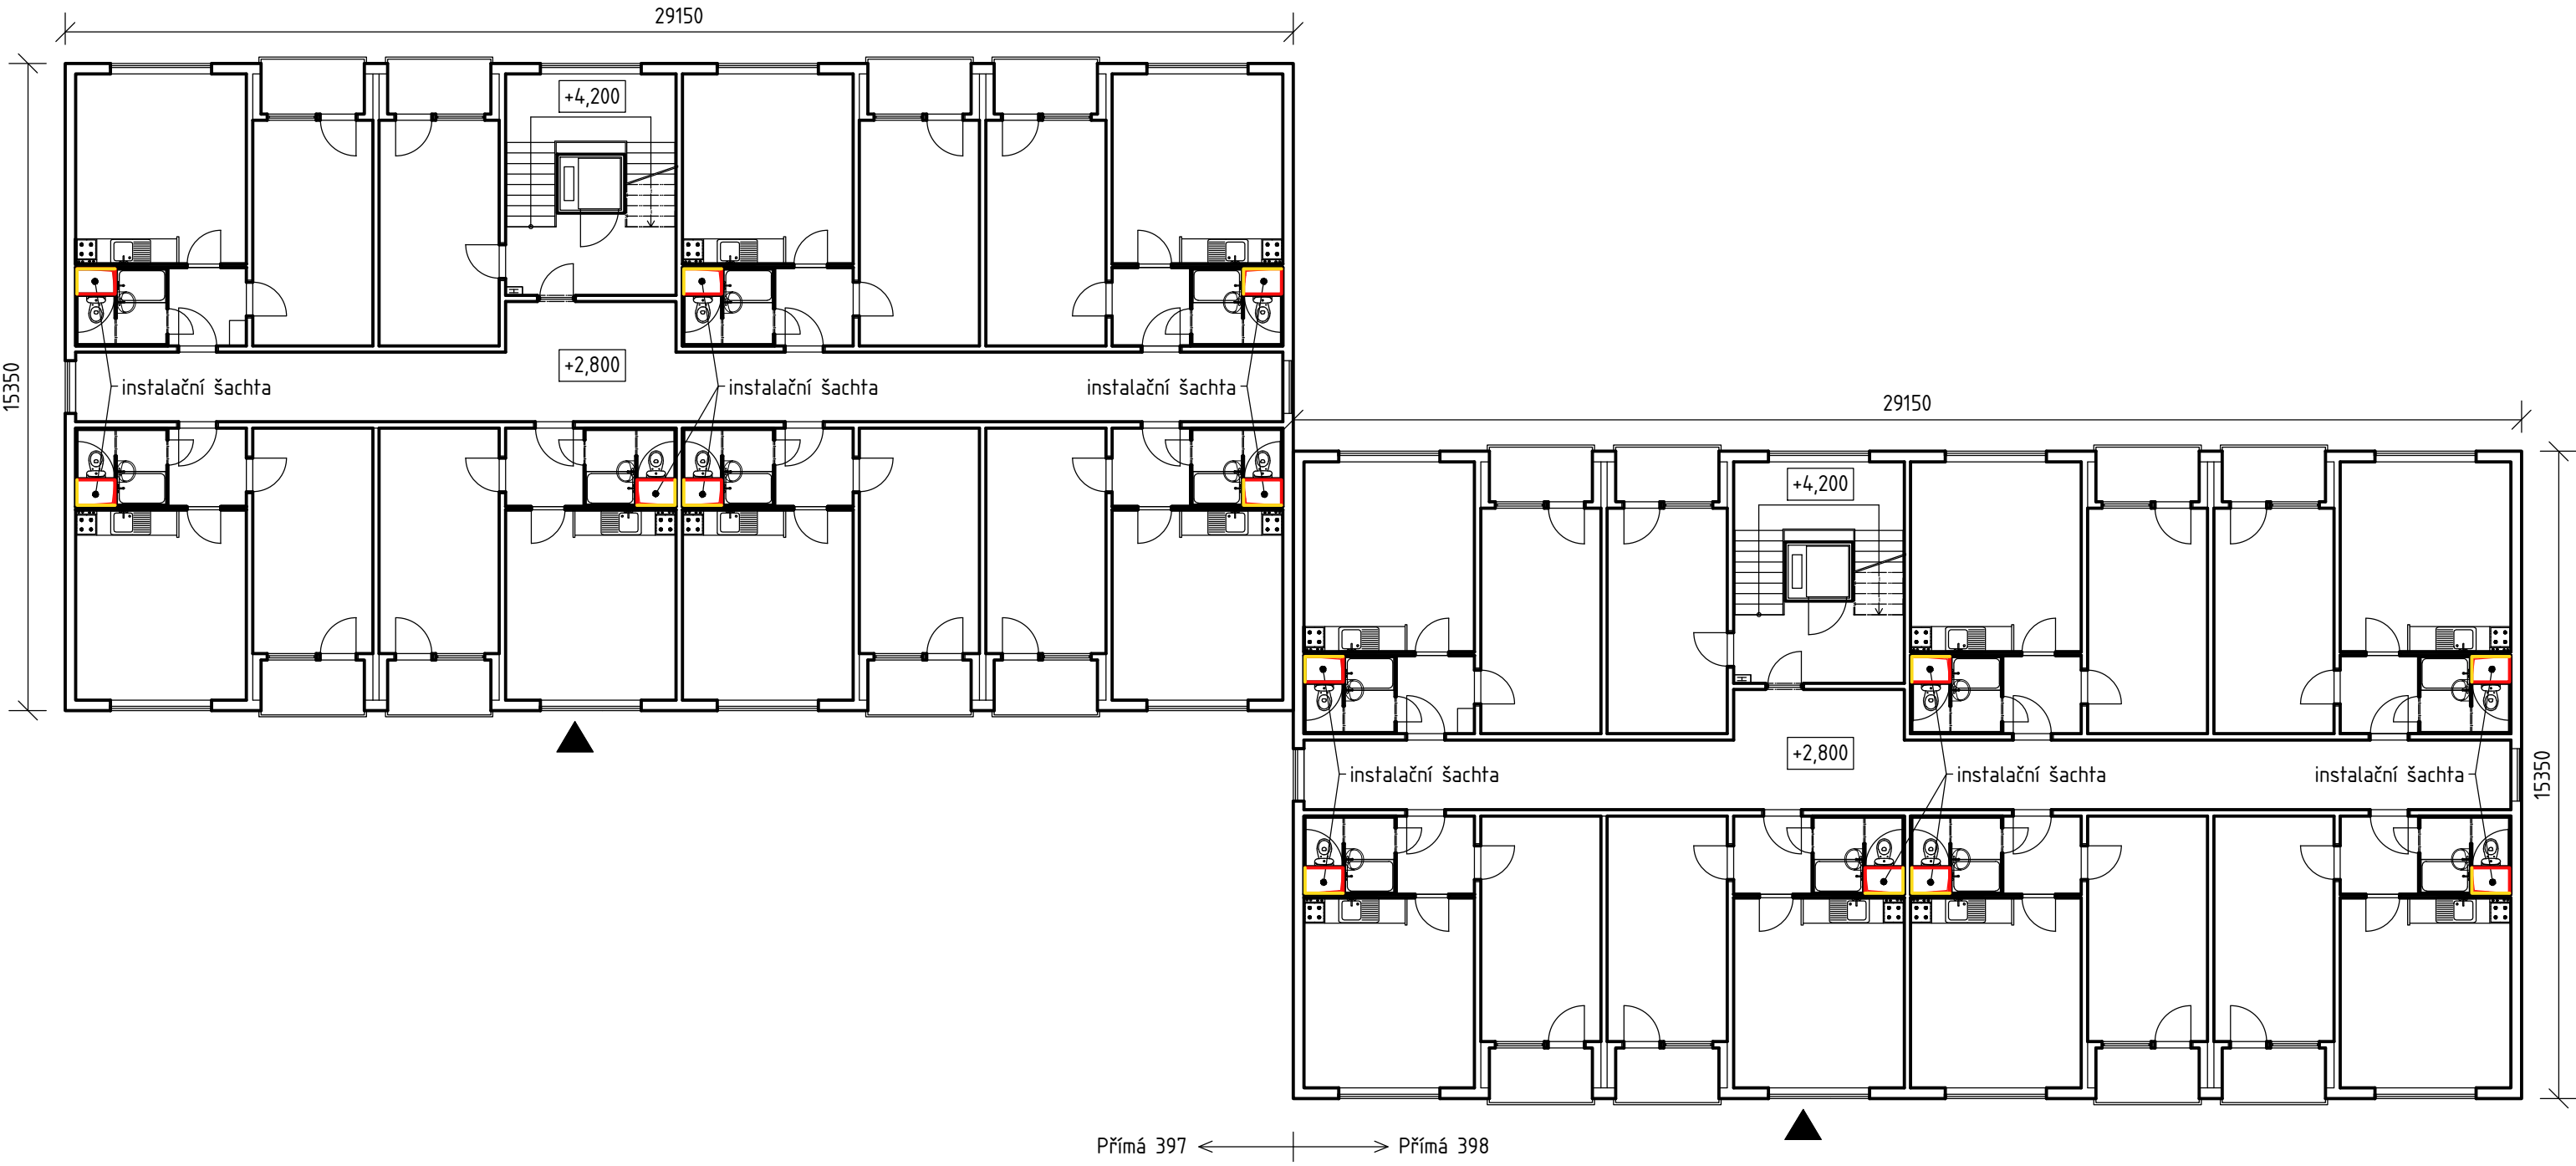 29150
+4,200
15350
+2,800
instalační šachta
instalační šachta
instalační šachta
29150
+4,200
+2,800
15350
instalační šachta
instalační šachta
instalační šachta
Přímá 397
Přímá 398